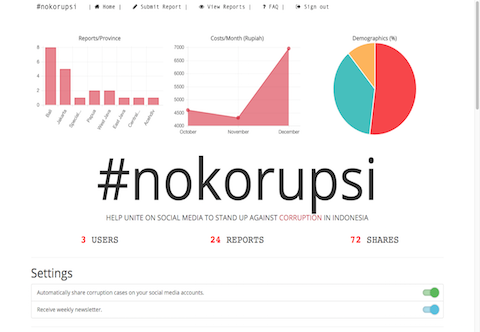 #nokorupsi | Home | Submit Report | View Reports | ? FAQ | Sign out
Reports/Province
Costs/Month (Rupiah)
Demographics (%)
8
6
4
2
0
Bali
Jakarta
Special...
Papua
West Java
East Java
Central...
7000
6500
6000
5500
5000
4500
4000
October November December
#nokorupsi
HELP UNITE ON SOCIAL MEDIA TO STAND UP AGAINST CORRUPTION IN INDONESIA
3 USERS 24 REPORTS 72 SHARES
Settings
Automatically share corruption cases on your social media accounts.
Receive weekly newsletter.